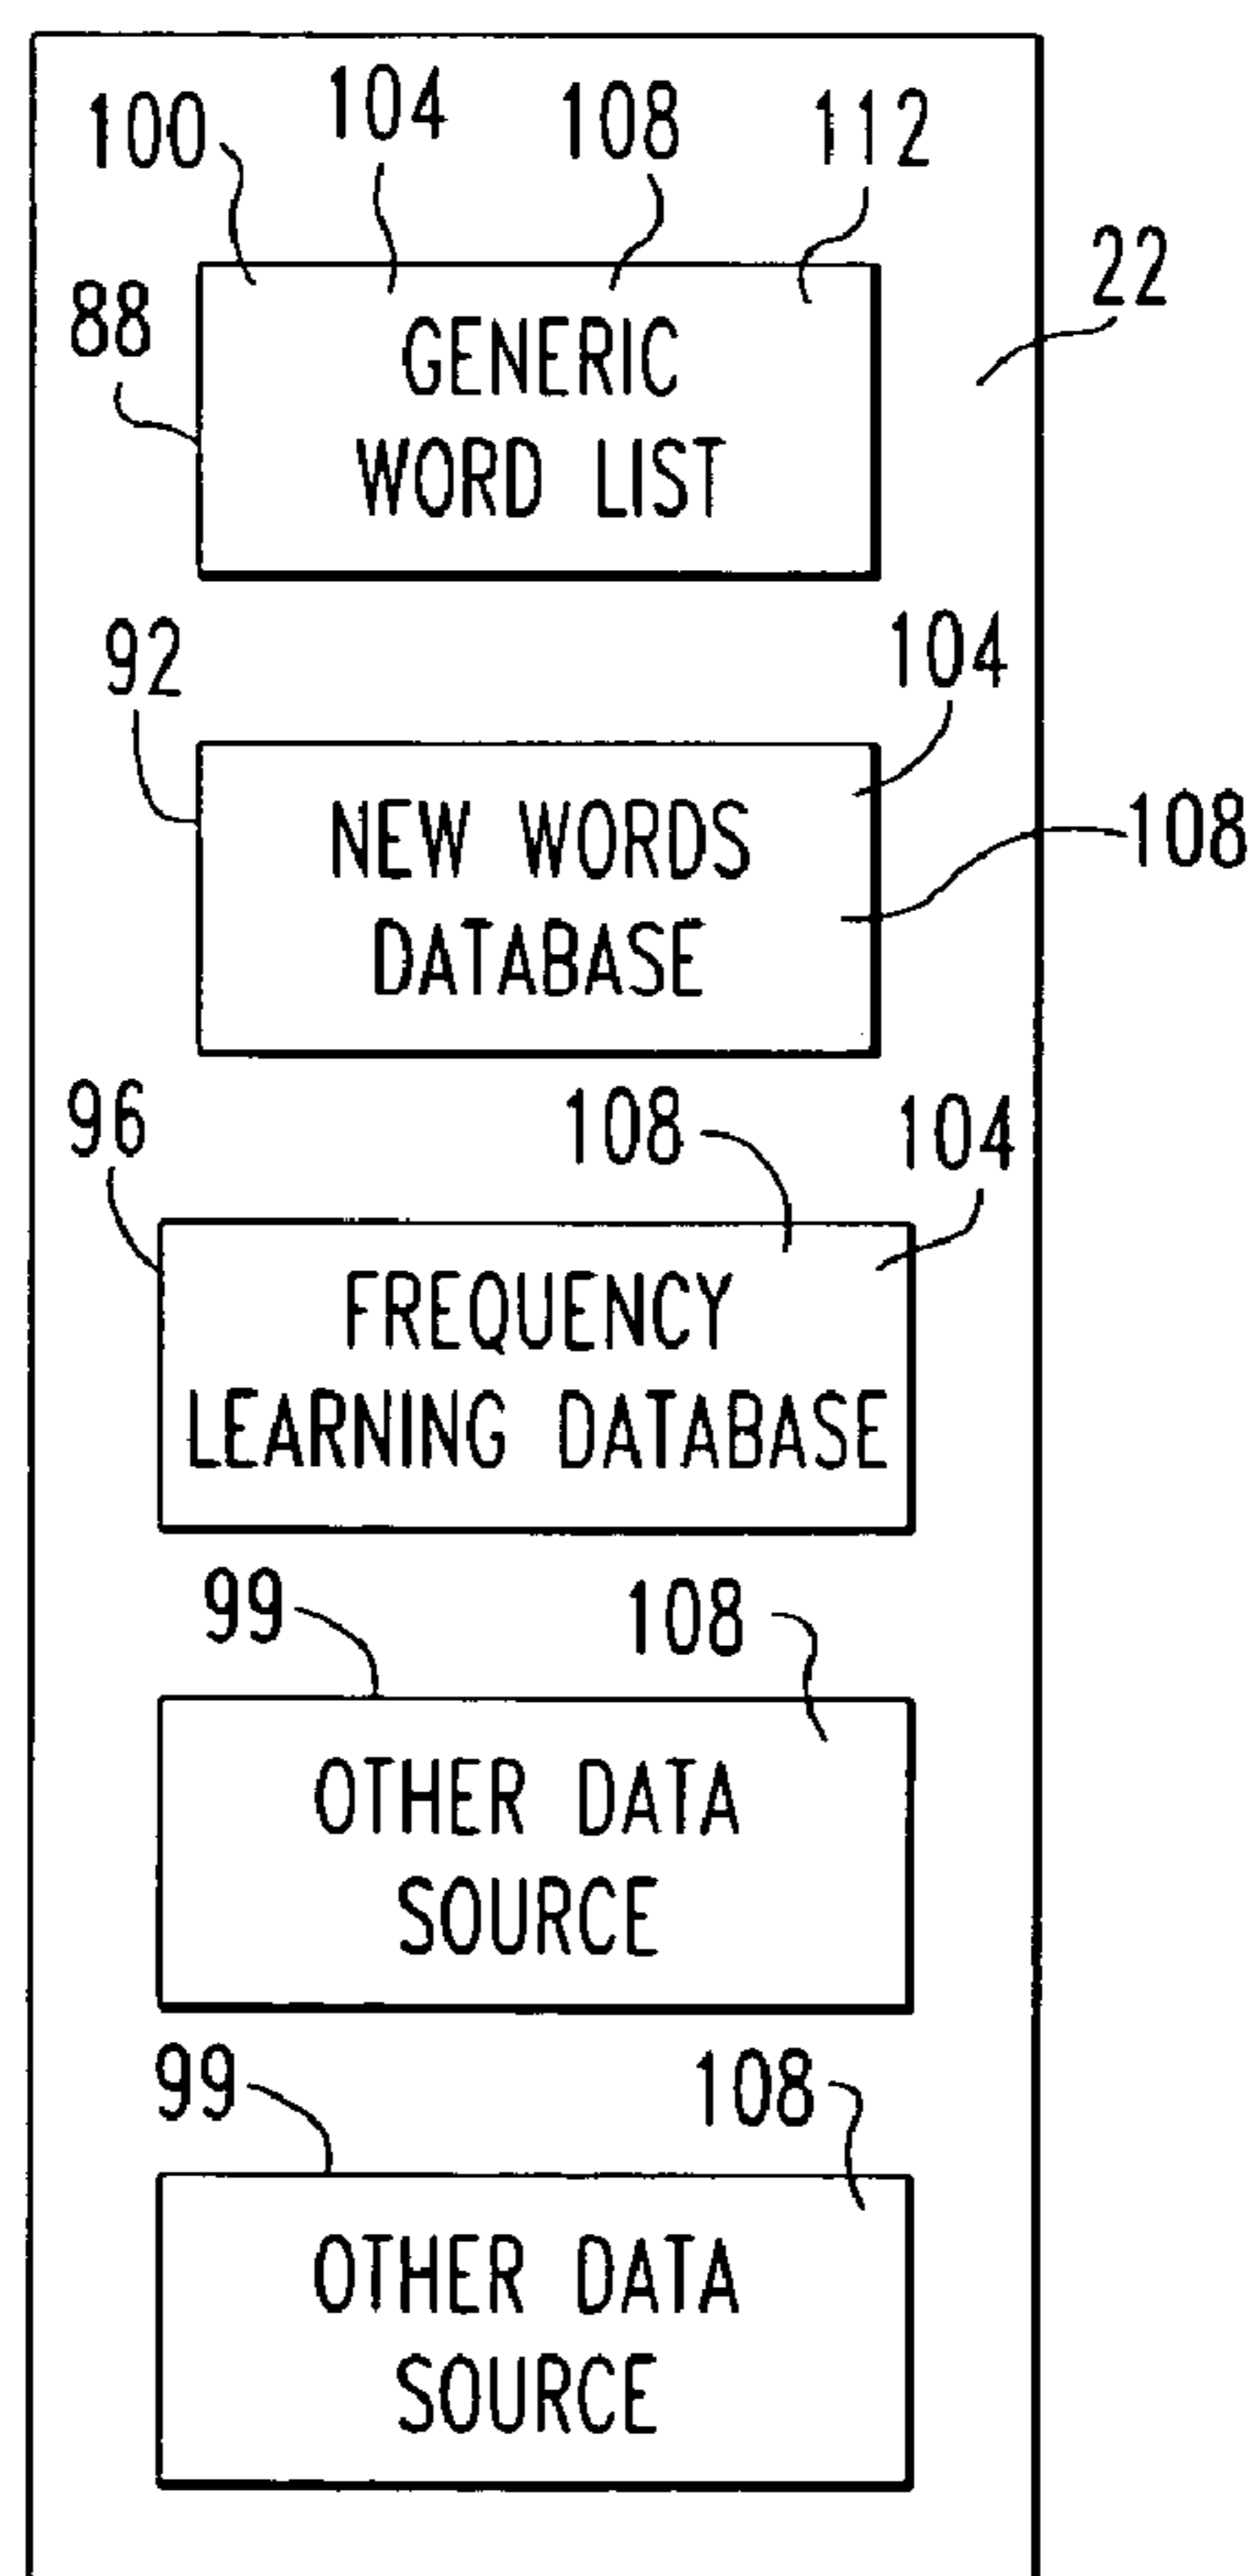 100 104 108 112
22
88
GENERIC
WORD LIST
92
104
108
NEW WORDS
DATABASE
96
108
104
FREQUENCY
LEARNING DATABASE
99
108
OTHER DATA
SOURCE
99
108
OTHER DATA
SOURCE